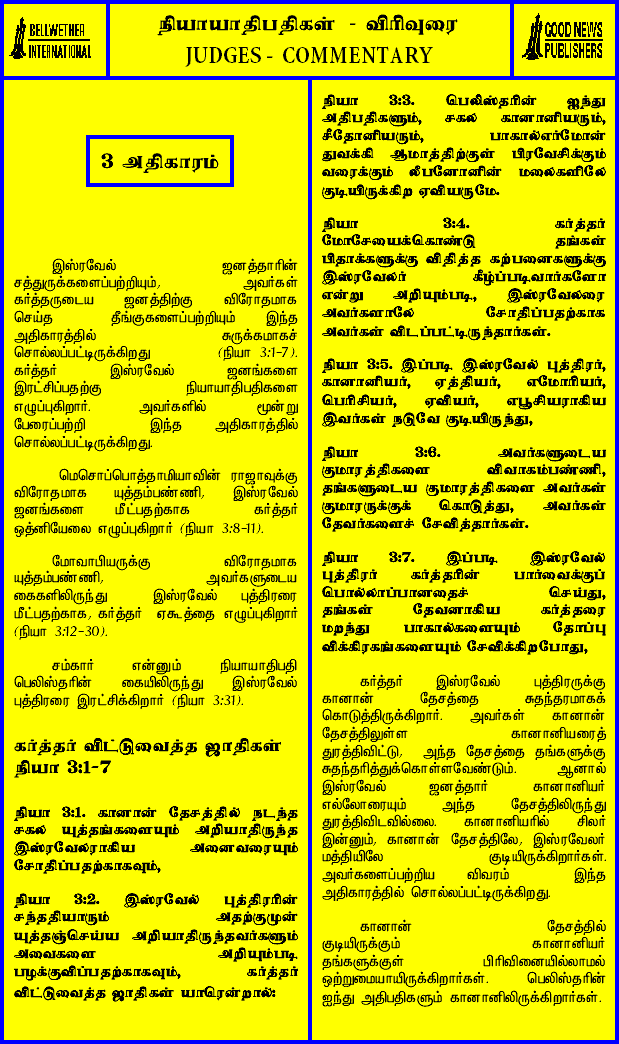 BELLWETHER
INTERNATIONAL
நியாயாதிபதிகள் - விரிவுரை
JUDGES - COMMENTARY
GOOD NEWS
PUBLISHERS
3 அதிகாரம்
இஸ்ரவேல் ஜனத்தாரின்
சத்துருக்களைப்பற்றியும், அவர்கள்
கர்த்தருடைய ஜனத்திற்கு விரோதமாக
செய்த தீங்குகளைப்பற்றியும் இந்த
அதிகாரத்தில் சுருக்கமாகச்
சொல்லப்பட்டிருக்கிறது (நியா 3:1-7).
கர்த்தர் இஸ்ரவேல் ஜனங்களை
இரட்சிப்பதற்கு நியாயாதிபதிகளை
எழுப்புகிறார். அவர்களில் மூன்று
பேரைப்பற்றி இந்த அதிகாரத்தில்
சொல்லப்பட்டிருக்கிறது.
மெசொப்பொத்தாமியாவின் ராஜாவுக்கு
விரோதமாக யுத்தம்பண்ணி, இஸ்ரவேல்
ஜனங்களை மீட்பதற்காக கர்த்தர்
ஒத்னியேலை எழுப்புகிறார் (நியா 3:8-11).
மோவாபியருக்கு விரோதமாக
யுத்தம்பண்ணி, அவர்களுடைய
கைகளிலிருந்து இஸ்ரவேல் புத்திரரை
மீட்பதற்காக, கர்த்தர் ஏகூத்தை எழுப்புகிறார்
(நியா 3:12-30).
சம்கார் என்னும் நியாயாதிபதி
பெலிஸ்தரின் கையிலிருந்து இஸ்ரவேல்
புத்திரரை இரட்சிக்கிறார் (நியா 3:31).
கர்த்தர் விட்டுவைத்த ஜாதிகள்
நியா 3:1-7
நியா 3:1. கானான் தேசத்தில் நடந்த
சகல யுத்தங்களையும் அறியாதிருந்த
இஸ்ரவேலராகிய அனைவரையும்
சோதிப்பதற்காகவும்,
நியா 3:2. இஸ்ரவேல் புத்திரரின்
சந்ததியாரும் அதற்குமுன்
யுத்தஞ்செய்ய அறியாதிருந்தவர்களும்
அவைகளை அறியும்படி
பழக்குவிப்பதற்காகவும், கர்த்தர்
விட்டுவைத்த ஜாதிகள் யாரென்றால்:
நியா 3:3. பெலிஸ்தரின் ஐந்து
அதிபதிகளும், சகல கானானியரும்,
சீதோனியரும், பாகால்எர்மோன்
துவக்கி ஆமாத்திற்குள் பிரவேசிக்கும்
வரைக்கும் லீபனோனின் மலைகளிலே
குடியிருக்கிற ஏவியருமே.
நியா 3:4. கர்த்தர்
மோசேயைக்கொண்டு தங்கள்
பிதாக்களுக்கு விதித்த கற்பனைகளுக்கு
இஸ்ரவேலர் கீழ்ப்படிவார்களோ
என்று அறியும்படி, இஸ்ரவேலரை
அவர்களாலே சோதிப்பதற்காக
அவர்கள் விடப்பட்டிருந்தார்கள்.
நியா 3:5. இப்படி இஸ்ரவேல் புத்திரர்,
கானானியர், ஏத்தியர், எமோரியர்,
பெரிசியர், ஏவியர், எபூசியராகிய
இவர்கள் நடுவே குடியிருந்து,
நியா 3:6. அவர்களுடைய
குமாரத்திகளை விவாகம்பண்ணி,
தங்களுடைய குமாரத்திகளை அவர்கள்
குமாரருக்குக் கொடுத்து, அவர்கள்
தேவர்களைச் சேவித்தார்கள்.
நியா 3:7. இப்படி இஸ்ரவேல்
புத்திரர் கர்த்தரின் பார்வைக்குப்
பொல்லாப்பானதைச் செய்து,
தங்கள் தேவனாகிய கர்த்தரை
மறந்து பாகால்களையும் தோப்பு
விக்கிரகங்களையும் சேவிக்கிறபோது,
கர்த்தர் இஸ்ரவேல் புத்திரருக்கு
கானான் தேசத்தை சுதந்தரமாகக்
கொடுத்திருக்கிறார். அவர்கள் கானான்
தேசத்திலுள்ள கானானியரைத்
துரத்திவிட்டு, அந்த தேசத்தை தங்களுக்கு
சுதந்தரித்துக்கொள்ளவேண்டும். ஆனால்
இஸ்ரவேல் ஜனத்தார் கானானியர்
எல்லோரையும் அந்த தேசத்திலிருந்து
துரத்திவிடவில்லை. கானானியரில் சிலர்
இன்னும், கானான் தேசத்திலே, இஸ்ரவேலர்
மத்தியிலே குடியிருக்கிறார்கள்.
அவர்களைப்பற்றிய விவரம் இந்த
அதிகாரத்தில் சொல்லப்பட்டிருக்கிறது.
கானான் தேசத்தில்
குடியிருக்கும் கானானியர்
தங்களுக்குள் பிரிவினையில்லாமல்
ஒற்றுமையாயிருக்கிறார்கள். பெலிஸ்தரின்
ஐந்து அதிபதிகளும் கானானிலிருக்கிறார்கள்.